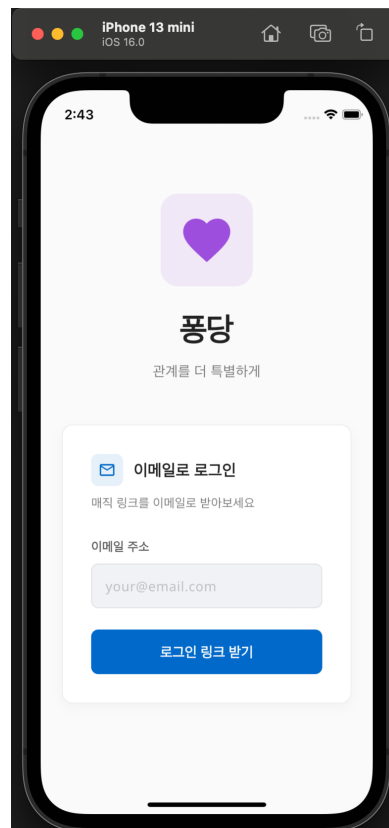 iPhone 13 mini
iOS 16.0
2:43
퐁당
관계를 더 특별하게
이메일로 로그인
매직 링크를 이메일로 받아보세요
이메일 주소
your@email.com
로그인 링크 받기